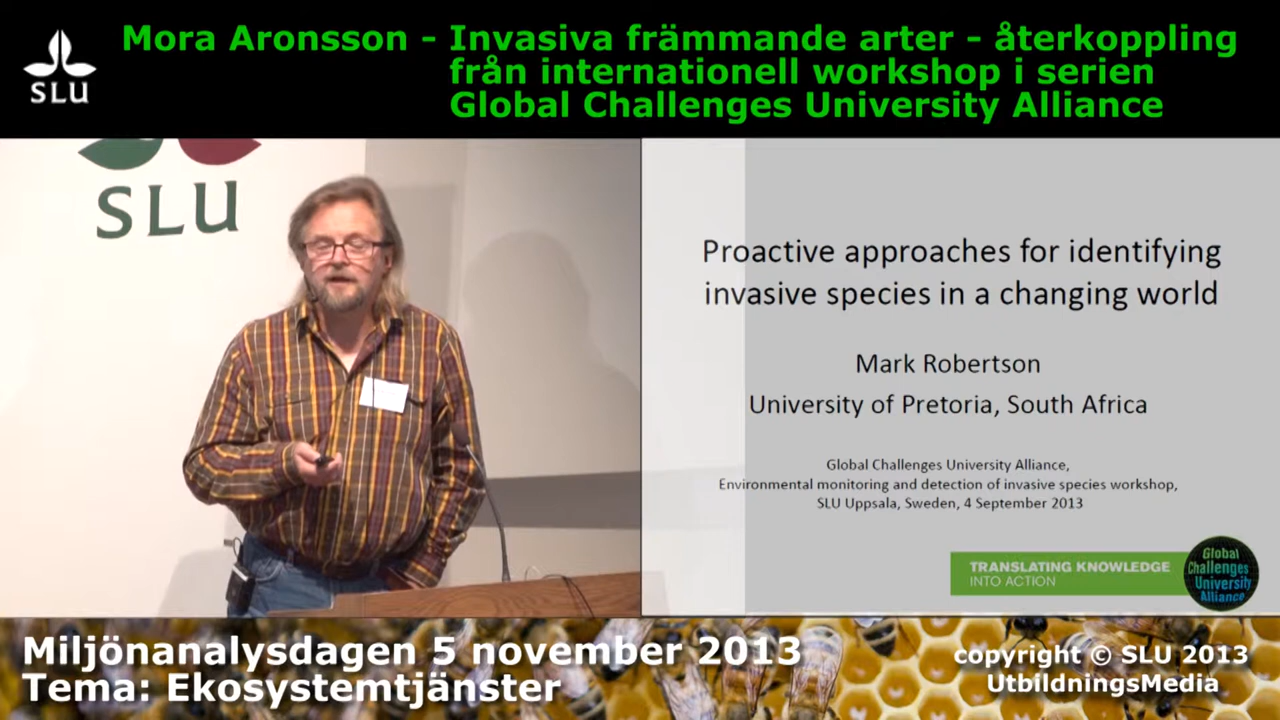 Mora Aronsson - Invasiva främmande arter - återkoppling
från internationell workshop i serien
Global Challenges University Alliance
SLU
SLU
Proactive approaches for identifying
invasive species in a changing world
Mark Robertson
University of Pretoria, South Africa
Global Challenges University Alliance,
Environmental monitoring and detection of invasive species workshop,
SLU Uppsala, Sweden, 4 September 2013
TRANSLATING KNOWLEDGE
INTO ACTION
Global
Challenges
University
Alliance
Miljönanalysdagen 5 november 2013
Tema: Ekosystemtjänster
copyright © SLU 2013
UtbildningsMedia